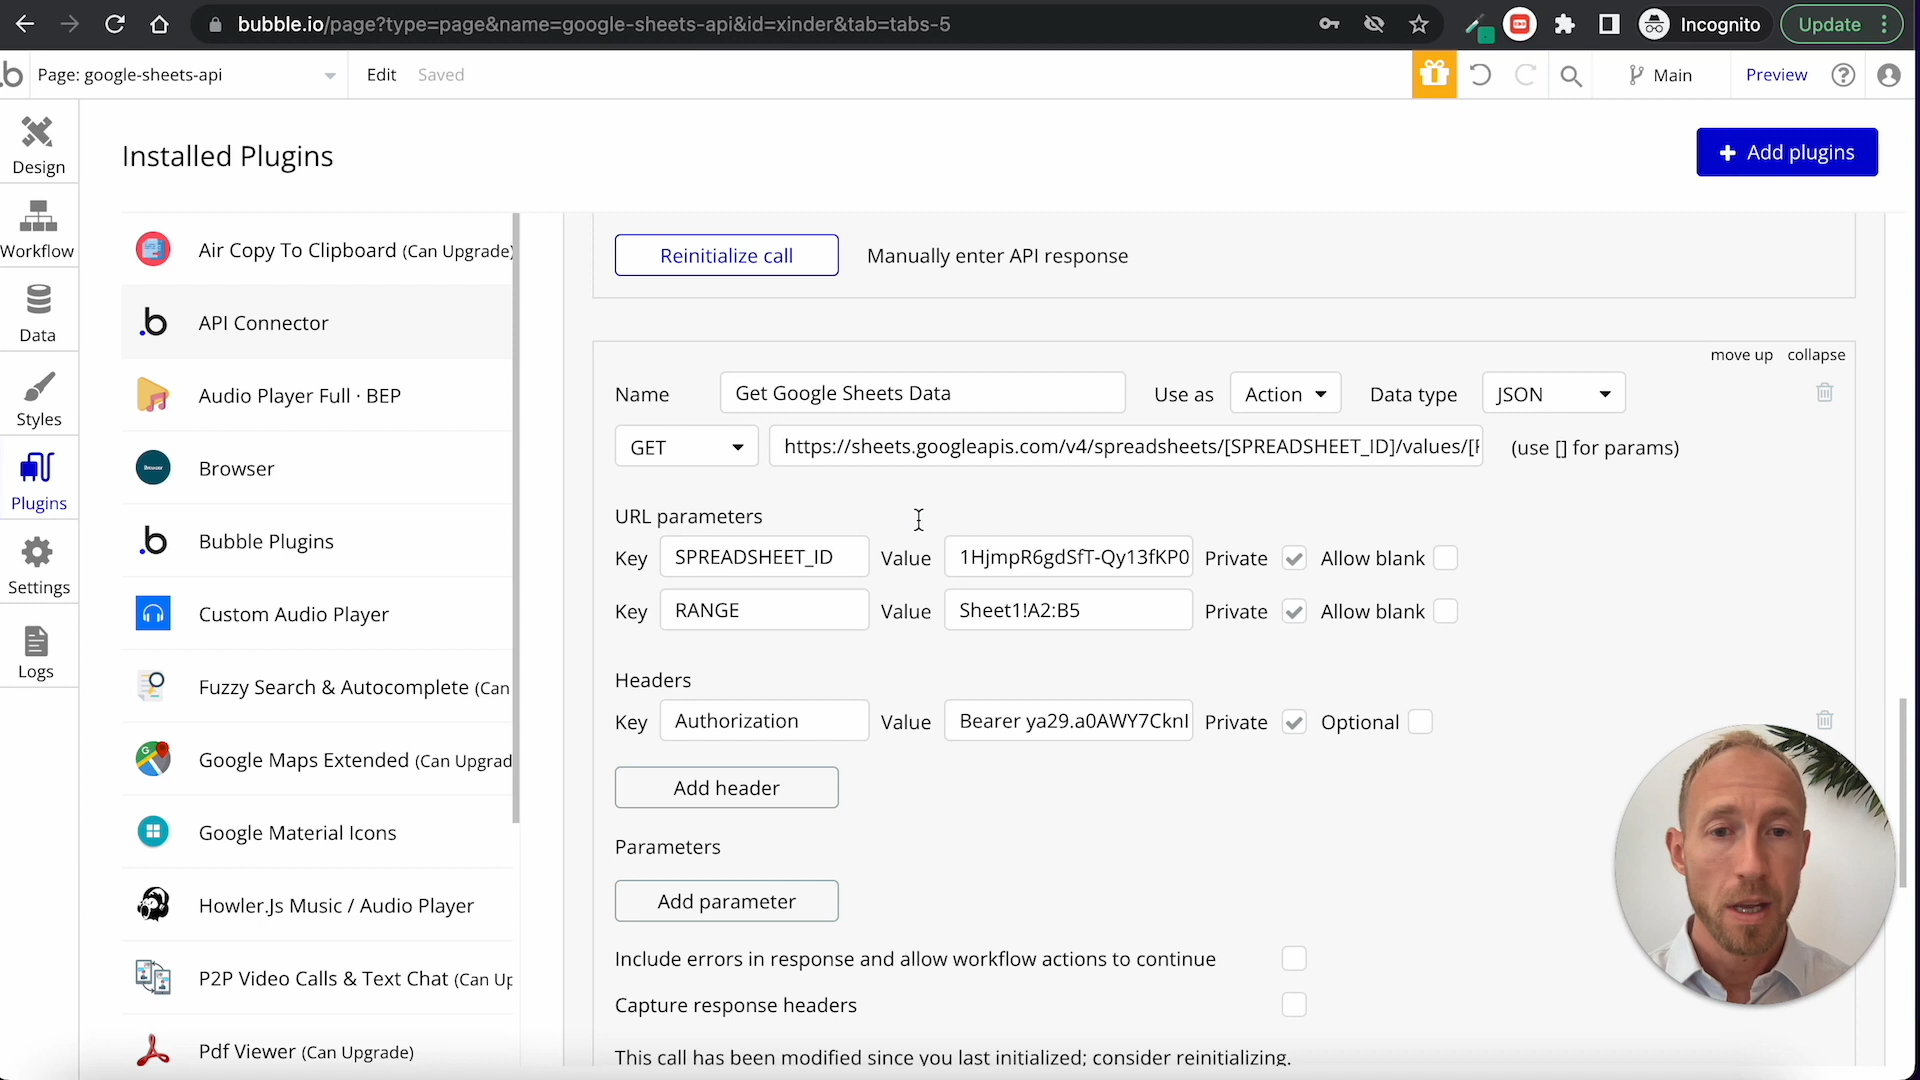 bubble.io/page?type=page&name=google-sheets-api&id=xinder&tab=tabs-5
Incognito
Update
Page: google-sheets-api
Edit
Saved
Main
Preview
Design
Workflow
Data
Styles
Plugins
Settings
Logs
Installed Plugins
Add plugins
Air Copy To Clipboard (Can Upgrade)
API Connector
Audio Player Full · BEP
Browser
Bubble Plugins
Custom Audio Player
Fuzzy Search & Autocomplete (Can
Google Maps Extended (Can Upgrad
Google Material Icons
Howler.Js Music / Audio Player
P2P Video Calls & Text Chat (Can Up
Pdf Viewer (Can Upgrade)
Reinitialize call
Manually enter API response
move up collapse
Name Get Google Sheets Data Use as Action Data type JSON
GET https://sheets.googleapis.com/v4/spreadsheets/[SPREADSHEET_ID]/values/[ (use [] for params)
URL parameters
Key SPREADSHEET_ID Value 1HjmpR6gdSfT-Qy13fKP0 Private Allow blank
Key RANGE Value Sheet1!A2:B5 Private Allow blank
Headers
Key Authorization Value Bearer ya29.a0AWY7Cknl Private Optional
Add header
Parameters
Add parameter
Include errors in response and allow workflow actions to continue
Capture response headers
This call has been modified since you last initialized; consider reinitializing.